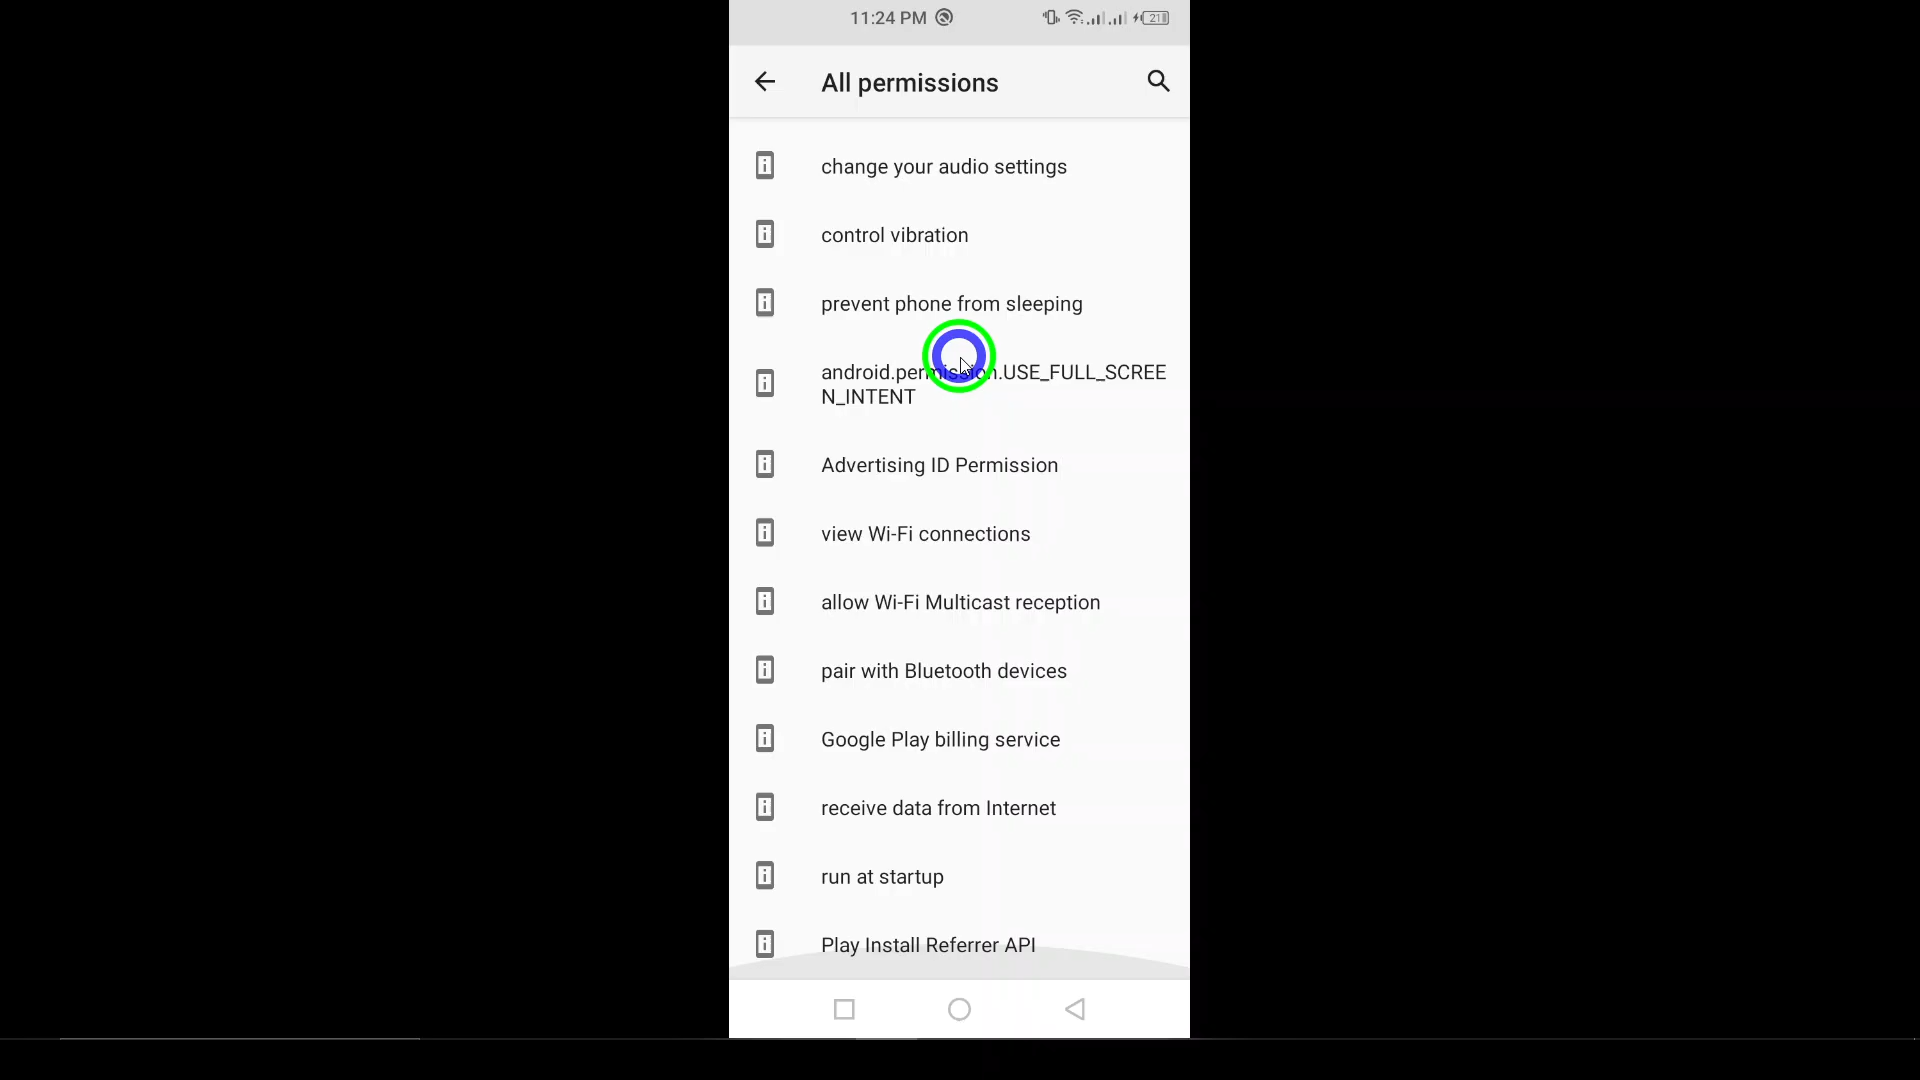 11:24 PM
21
All permissions
change your audio settings
control vibration
prevent phone from sleeping
android.permission.USE_FULL_SCREE
N_INTENT
Advertising ID Permission
view Wi-Fi connections
allow Wi-Fi Multicast reception
pair with Bluetooth devices
Google Play billing service
receive data from Internet
run at startup
Play Install Referrer API